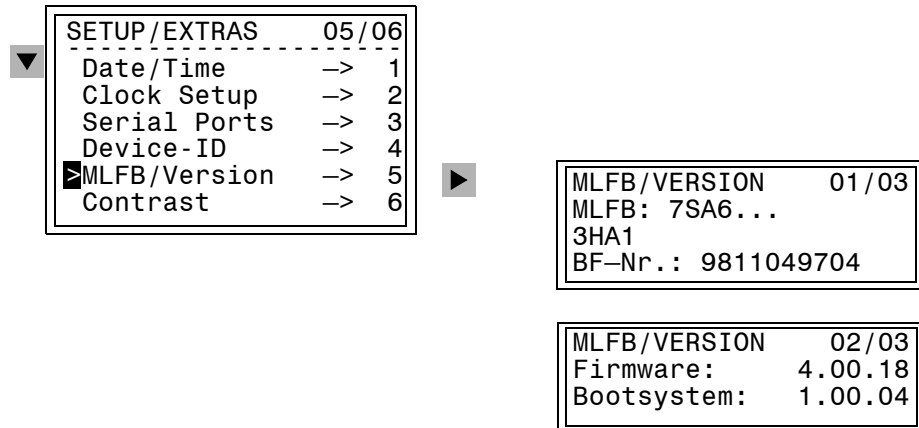 SETUP/EXTRAS 05/06
--------------------
Date/Time –> 1
Clock Setup –> 2
Serial Ports –> 3
Device-ID –> 4
>MLFB/Version –> 5
Contrast –> 6
MLFB/VERSION 01/03
MLFB: 7SA6...
3HA1
BF–Nr.: 9811049704
MLFB/VERSION 02/03
Firmware: 4.00.18
Bootsystem: 1.00.04